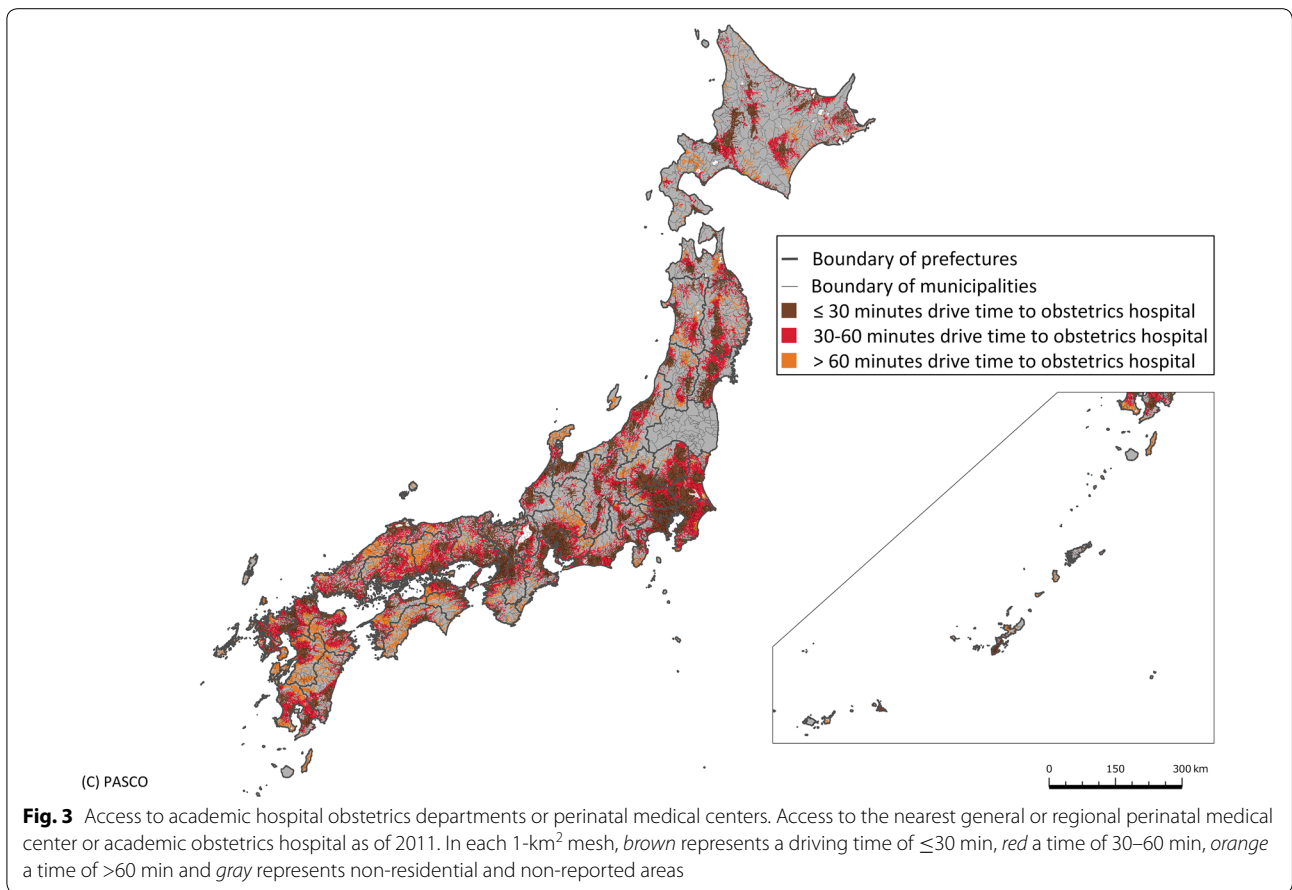 Boundary of prefectures
Boundary of municipalities
≤ 30 minutes drive time to obstetrics hospital
30-60 minutes drive time to obstetrics hospital
> 60 minutes drive time to obstetrics hospital
0 150 300 km
(C) PASCO
Fig. 3 Access to academic hospital obstetrics departments or perinatal medical centers. Access to the nearest general or regional perinatal medical
center or academic obstetrics hospital as of 2011. In each 1-km² mesh, brown represents a driving time of ≤30 min, red a time of 30–60 min, orange
a time of >60 min and gray represents non-residential and non-reported areas